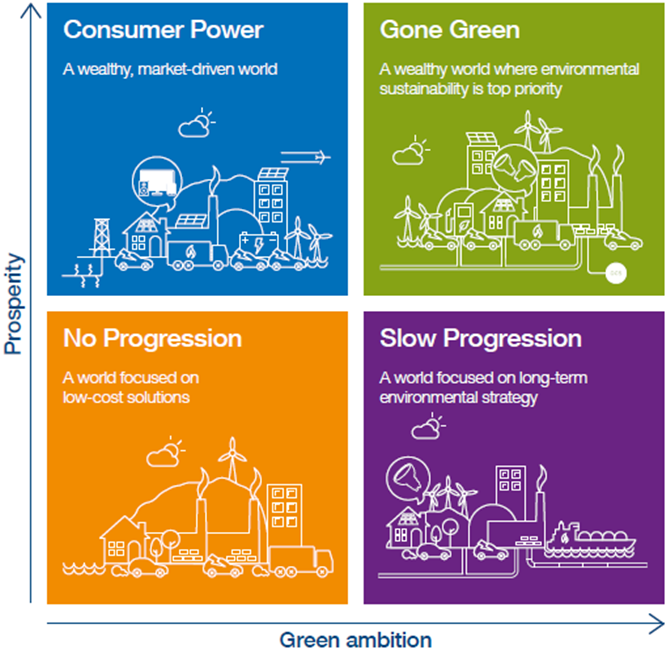 Consumer Power
A wealthy, market-driven world
Gone Green
A wealthy world where environmental
sustainability is top priority
No Progression
A world focused on
low-cost solutions
Slow Progression
A world focused on long-term
environmental strategy
Prosperity
Green ambition